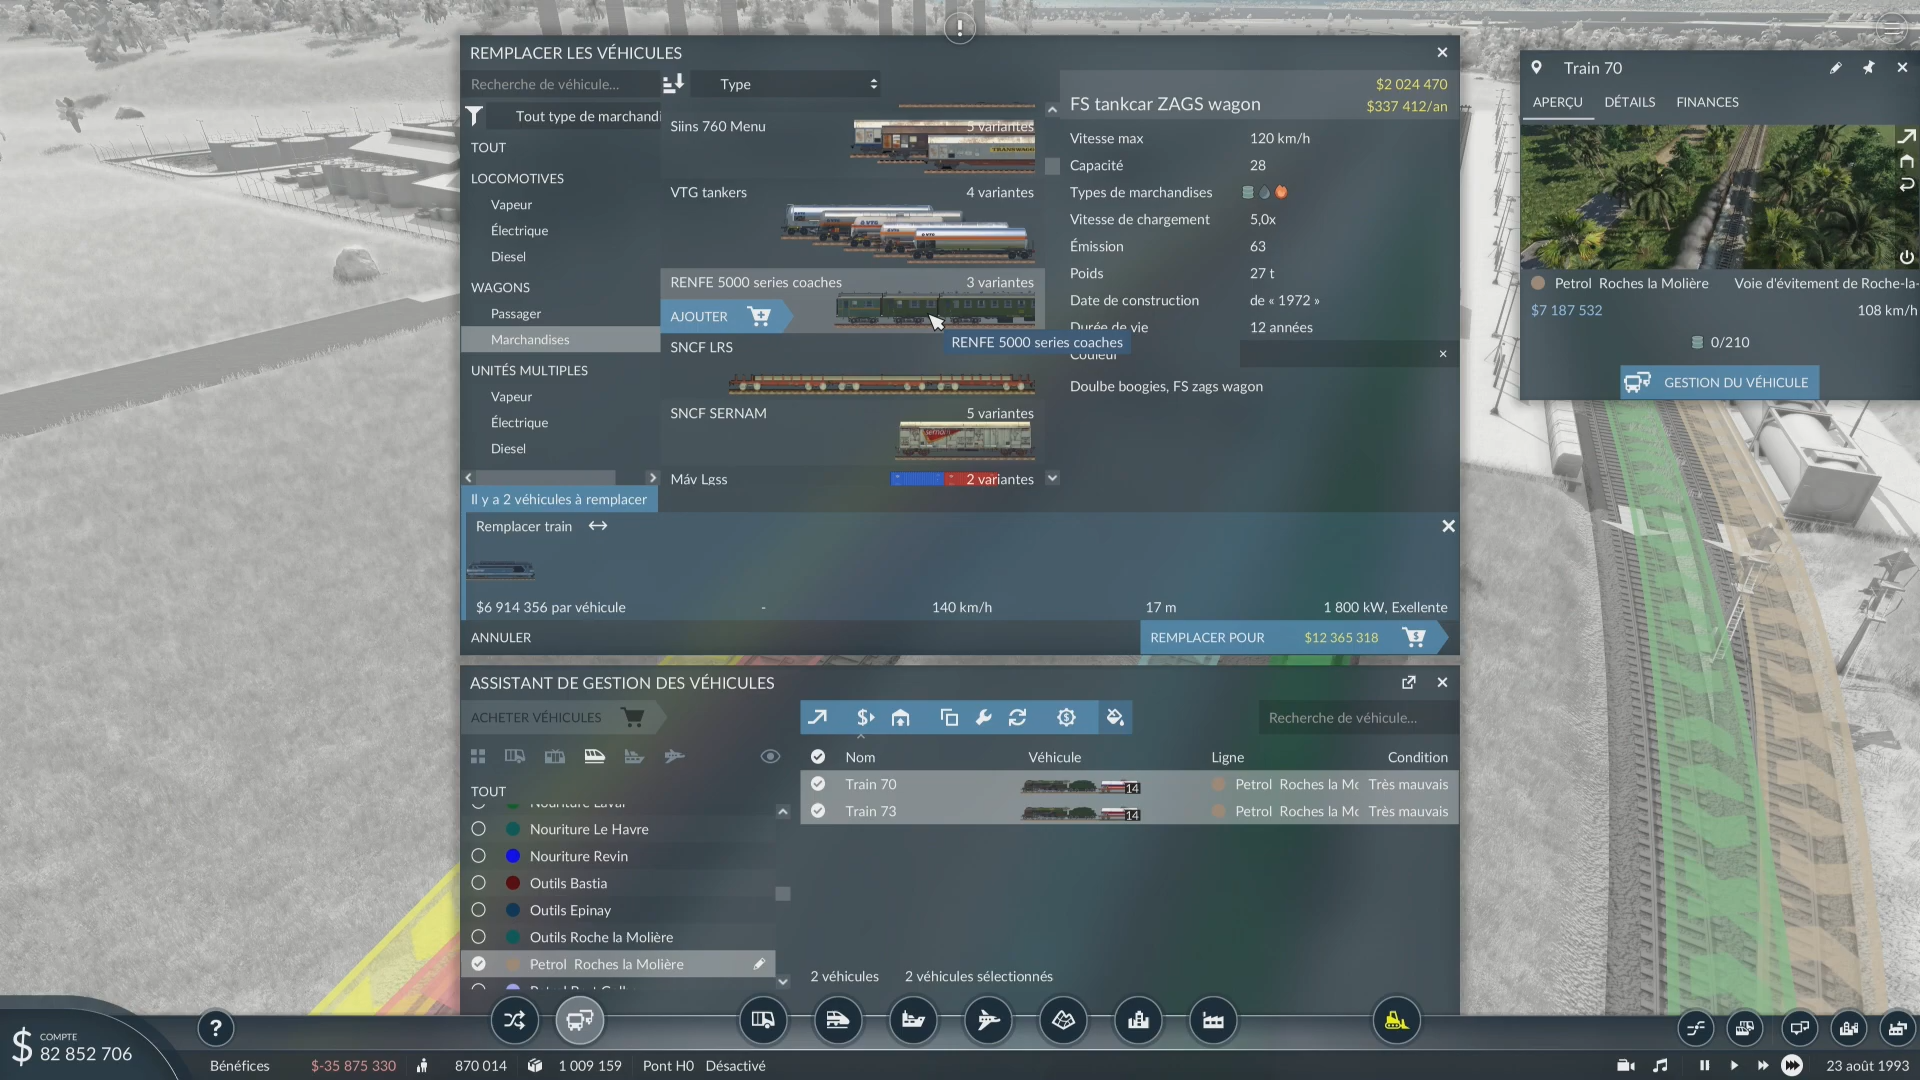 REMPLACER LES VÉHICULES
Recherche de véhicule...
Type
Tout type de marchandi
TOUT
LOCOMOTIVES
Vapeur
Électrique
Diesel
WAGONS
Passager
Marchandises
UNITÉS MULTIPLES
Vapeur
Électrique
Diesel
Siins 760 Menu
5 variantes
TRANSWAGGON
VTG tankers
4 variantes
RENFE 5000 series coaches
3 variantes
AJOUTER
RENFE 5000 series coaches
SNCF LRS
SNCF SERNAM
5 variantes
Máv Lgss
2 variantes
FS tankcar ZAGS wagon
$2 024 470
$337 412/an
Vitesse max 120 km/h
Capacité 28
Types de marchandises
Vitesse de chargement 5,0x
Émission 63
Poids 27 t
Date de construction de « 1972 »
Durée de vie 12 années
Couleur
Doulbe boogies, FS zags wagon
Il y a 2 véhicules à remplacer
Remplacer train
$6 914 356 par véhicule - 140 km/h 17 m 1 800 kW, Exellente
ANNULER
REMPLACER POUR $12 365 318
Train 70
APERÇU DÉTAILS FINANCES
Petrol Roches la Molière Voie d'évitement de Roche-la-
$7 187 532 108 km/h
0/210
GESTION DU VÉHICULE
ASSISTANT DE GESTION DES VÉHICULES
ACHETER VÉHICULES
Recherche de véhicule...
TOUT
Nouriture Laval
Nouriture Le Havre
Nouriture Revin
Outils Bastia
Outils Epinay
Outils Roche la Molière
Petrol Roches la Molière
Nom Véhicule Ligne Condition
Train 70 14 Petrol Roches la Mo Très mauvais
Train 73 14 Petrol Roches la Mo Très mauvais
2 véhicules 2 véhicules sélectionnés
COMPTE
$ 82 852 706
?
Bénéfices $-35 875 330 870 014 1 009 159 Pont H0 Désactivé
23 août 1993